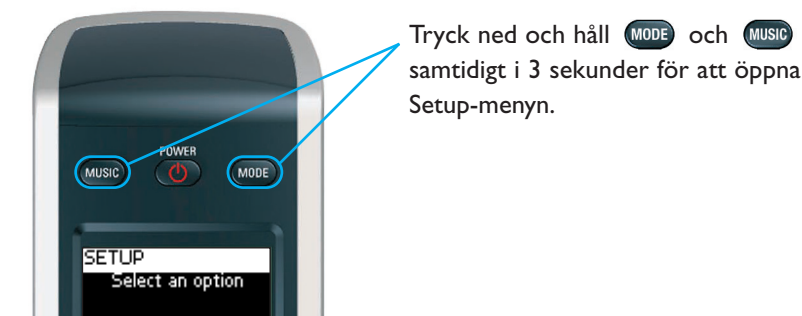 Tryck ned och håll MODE och MUSIC
samtidigt i 3 sekunder för att öppna
Setup-menyn.
POWER
MUSIC
MODE
SETUP
Select an option